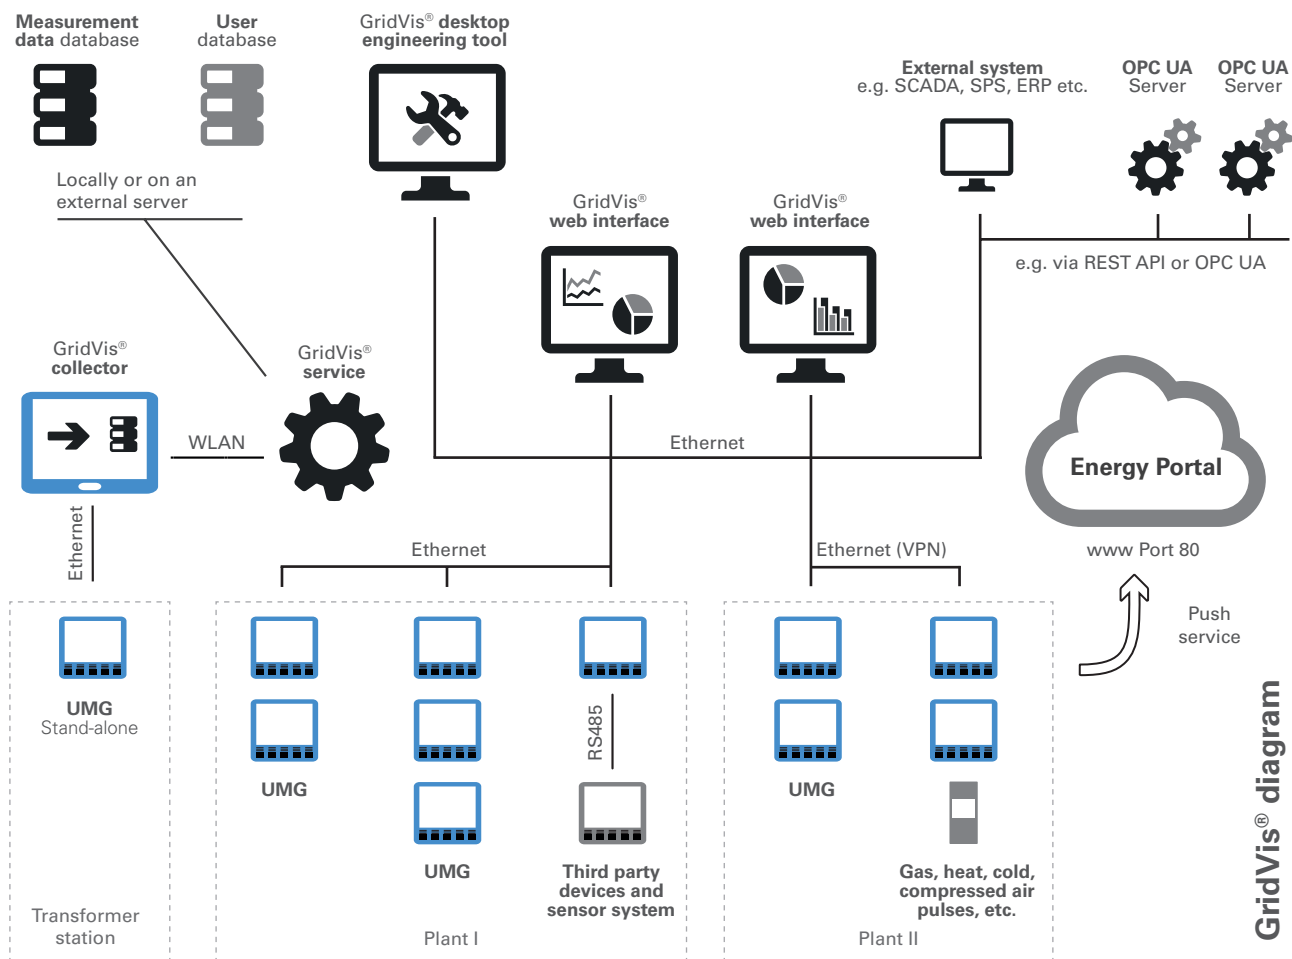 Measurement
data database
User
database
GridVis® desktop
engineering tool
External system
e.g. SCADA, SPS, ERP etc.
OPC UA
Server
OPC UA
Server
Locally or on an
external server
GridVis®
web interface
GridVis®
web interface
e.g. via REST API or OPC UA
GridVis®
collector
GridVis®
service
WLAN
Ethernet
Energy Portal
Ethernet
Ethernet
Ethernet (VPN)
www Port 80
Push
service
UMG
Stand-alone
RS485
UMG
UMG
UMG
Third party
devices and
sensor system
Gas, heat, cold,
compressed air
pulses, etc.
Transformer
station
Plant I
Plant II
GridVis® diagram